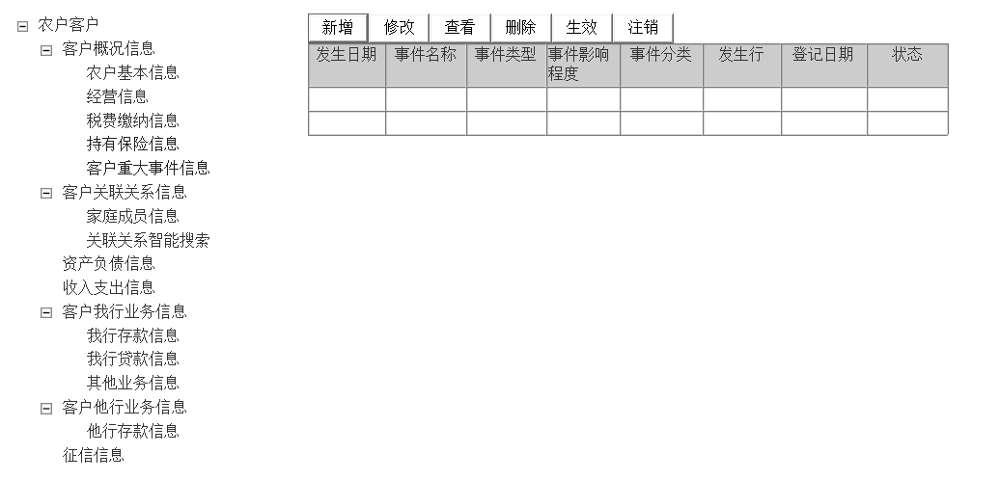 农户客户
客户概况信息
农户基本信息
经营信息
税费缴纳信息
持有保险信息
客户重大事件信息
客户关联关系信息
家庭成员信息
关联关系智能搜索
资产负债信息
收入支出信息
客户我行业务信息
我行存款信息
我行贷款信息
其他业务信息
客户他行业务信息
他行存款信息
征信信息
新增 修改 查看 删除 生效 注销
发生日期 事件名称 事件类型 事件影响程度 事件分类 发生行 登记日期 状态